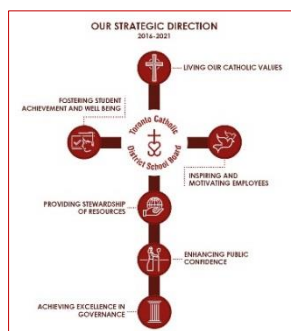 OUR STRATEGIC DIRECTION
2016-2021
LIVING OUR CATHOLIC VALUES
FOSTERING STUDENT
ACHIEVEMENT AND WELL BEING
Toronto Catholic
District School Board
INSPIRING AND
MOTIVATING EMPLOYEES
PROVIDING STEWARDSHIP
OF RESOURCES
ENHANCING PUBLIC
CONFIDENCE
ACHIEVING EXCELLENCE IN
GOVERNANCE